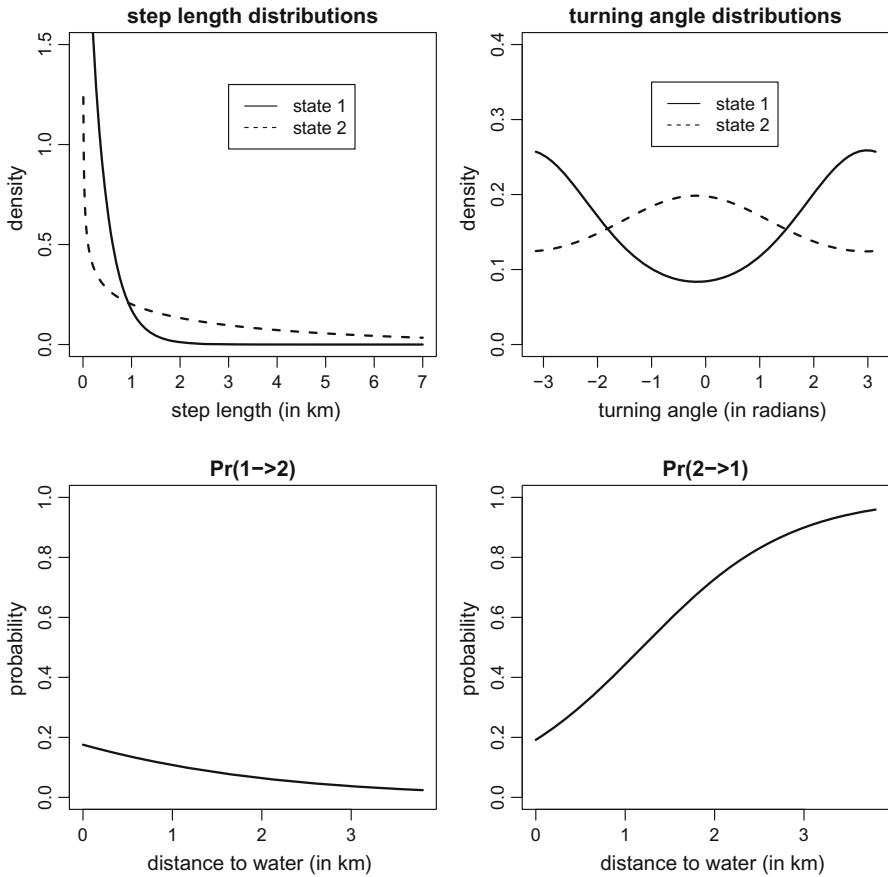 step length distributions
density
0.0 0.5 1.0 1.5
state 1
state 2
0 1 2 3 4 5 6 7
step length (in km)
turning angle distributions
density
0.0 0.1 0.2 0.3 0.4
state 1
state 2
−3 −2 −1 0 1 2 3
turning angle (in radians)
Pr(1−>2)
probability
0.0 0.2 0.4 0.6 0.8 1.0
0 1 2 3
distance to water (in km)
Pr(2−>1)
probability
0.0 0.2 0.4 0.6 0.8 1.0
0 1 2 3
distance to water (in km)